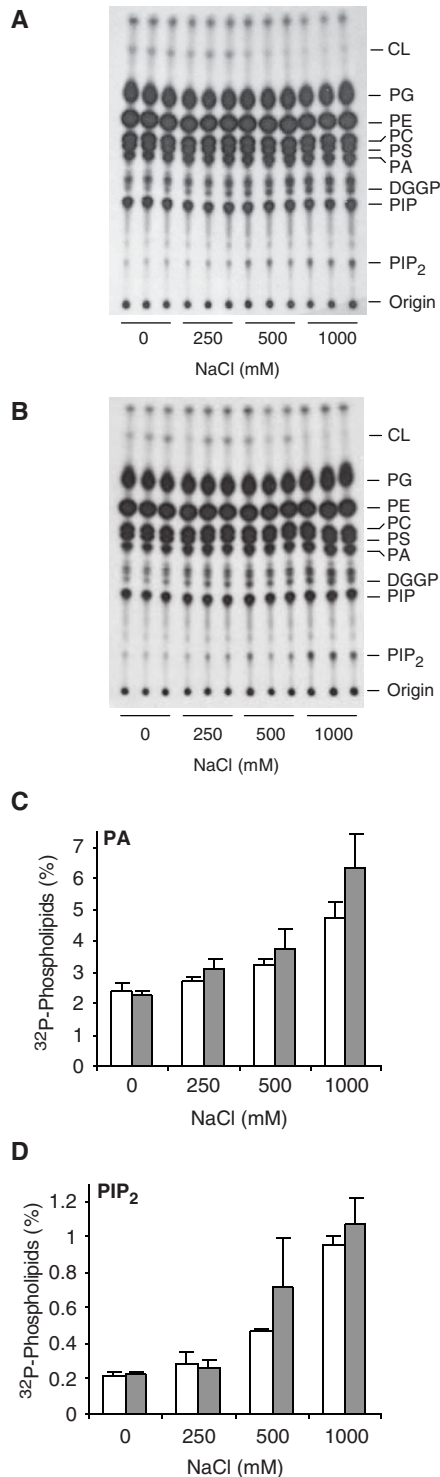 A
CL
PG
PE
PC
PS
PA
DGGP
PIP
PIP2
Origin
0 250 500 1000
NaCl (mM)
B
CL
PG
PE
PC
PS
PA
DGGP
PIP
PIP2
Origin
0 250 500 1000
NaCl (mM)
C
PA
32P-Phospholipids (%)
7
6
5
4
3
2
1
0
0 250 500 1000
NaCl (mM)
D
PIP2
32P-Phospholipids (%)
1.2
1
0.8
0.6
0.4
0.2
0
0 250 500 1000
NaCl (mM)